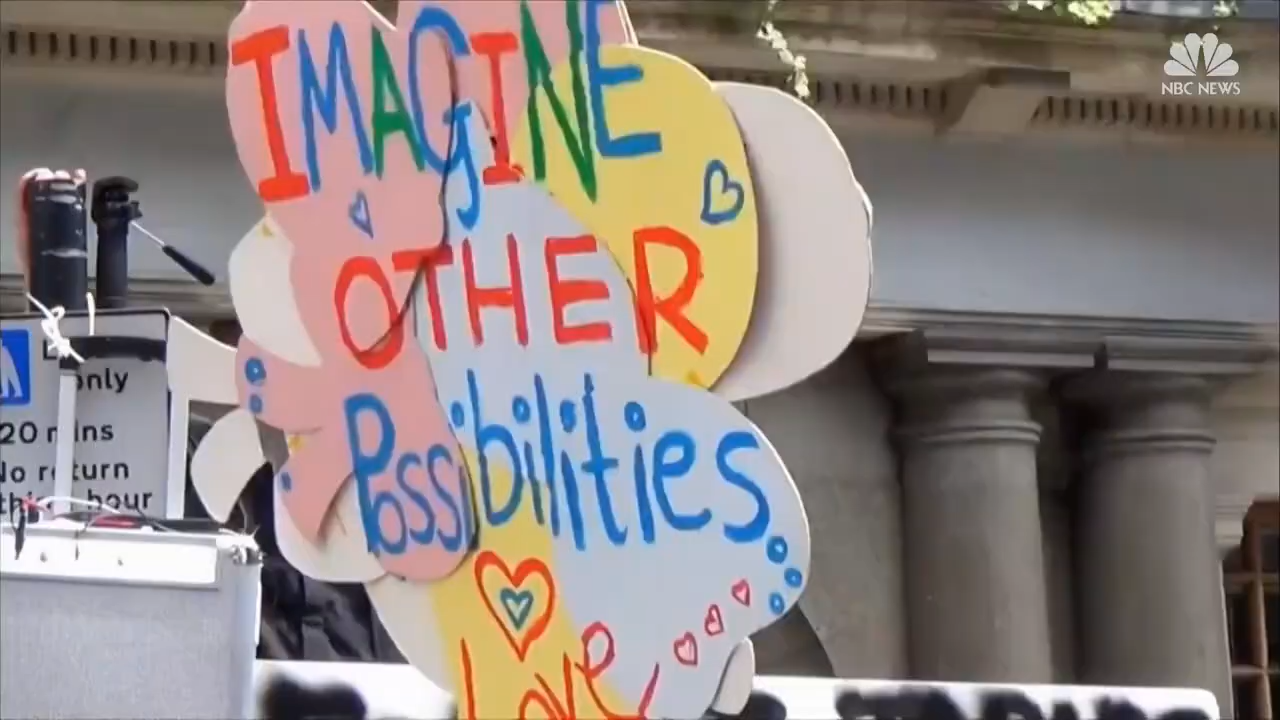 IMAGINE
NBC NEWS
OTHER
only
20 mins
No return
hour
Possibilities
Love